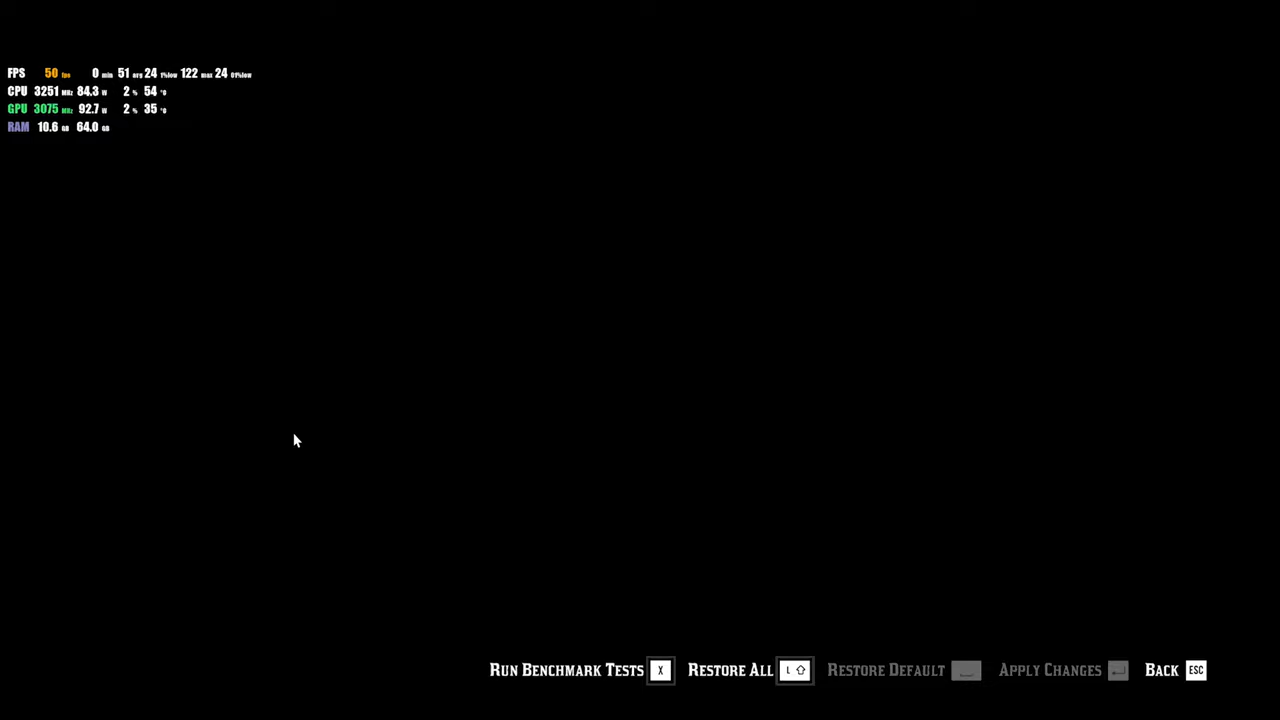 FPS 50 fps 0 min 51 avg 24 1%low 122 max 24 01%low
CPU 3251 MHz 84.3 W 2 % 54 °C
GPU 3075 MHz 92.7 W 2 % 35 °C
RAM 10.6 GB 64.0 GB
RUN BENCHMARK TESTS X RESTORE ALL L ⇧ RESTORE DEFAULT APPLY CHANGES BACK ESC